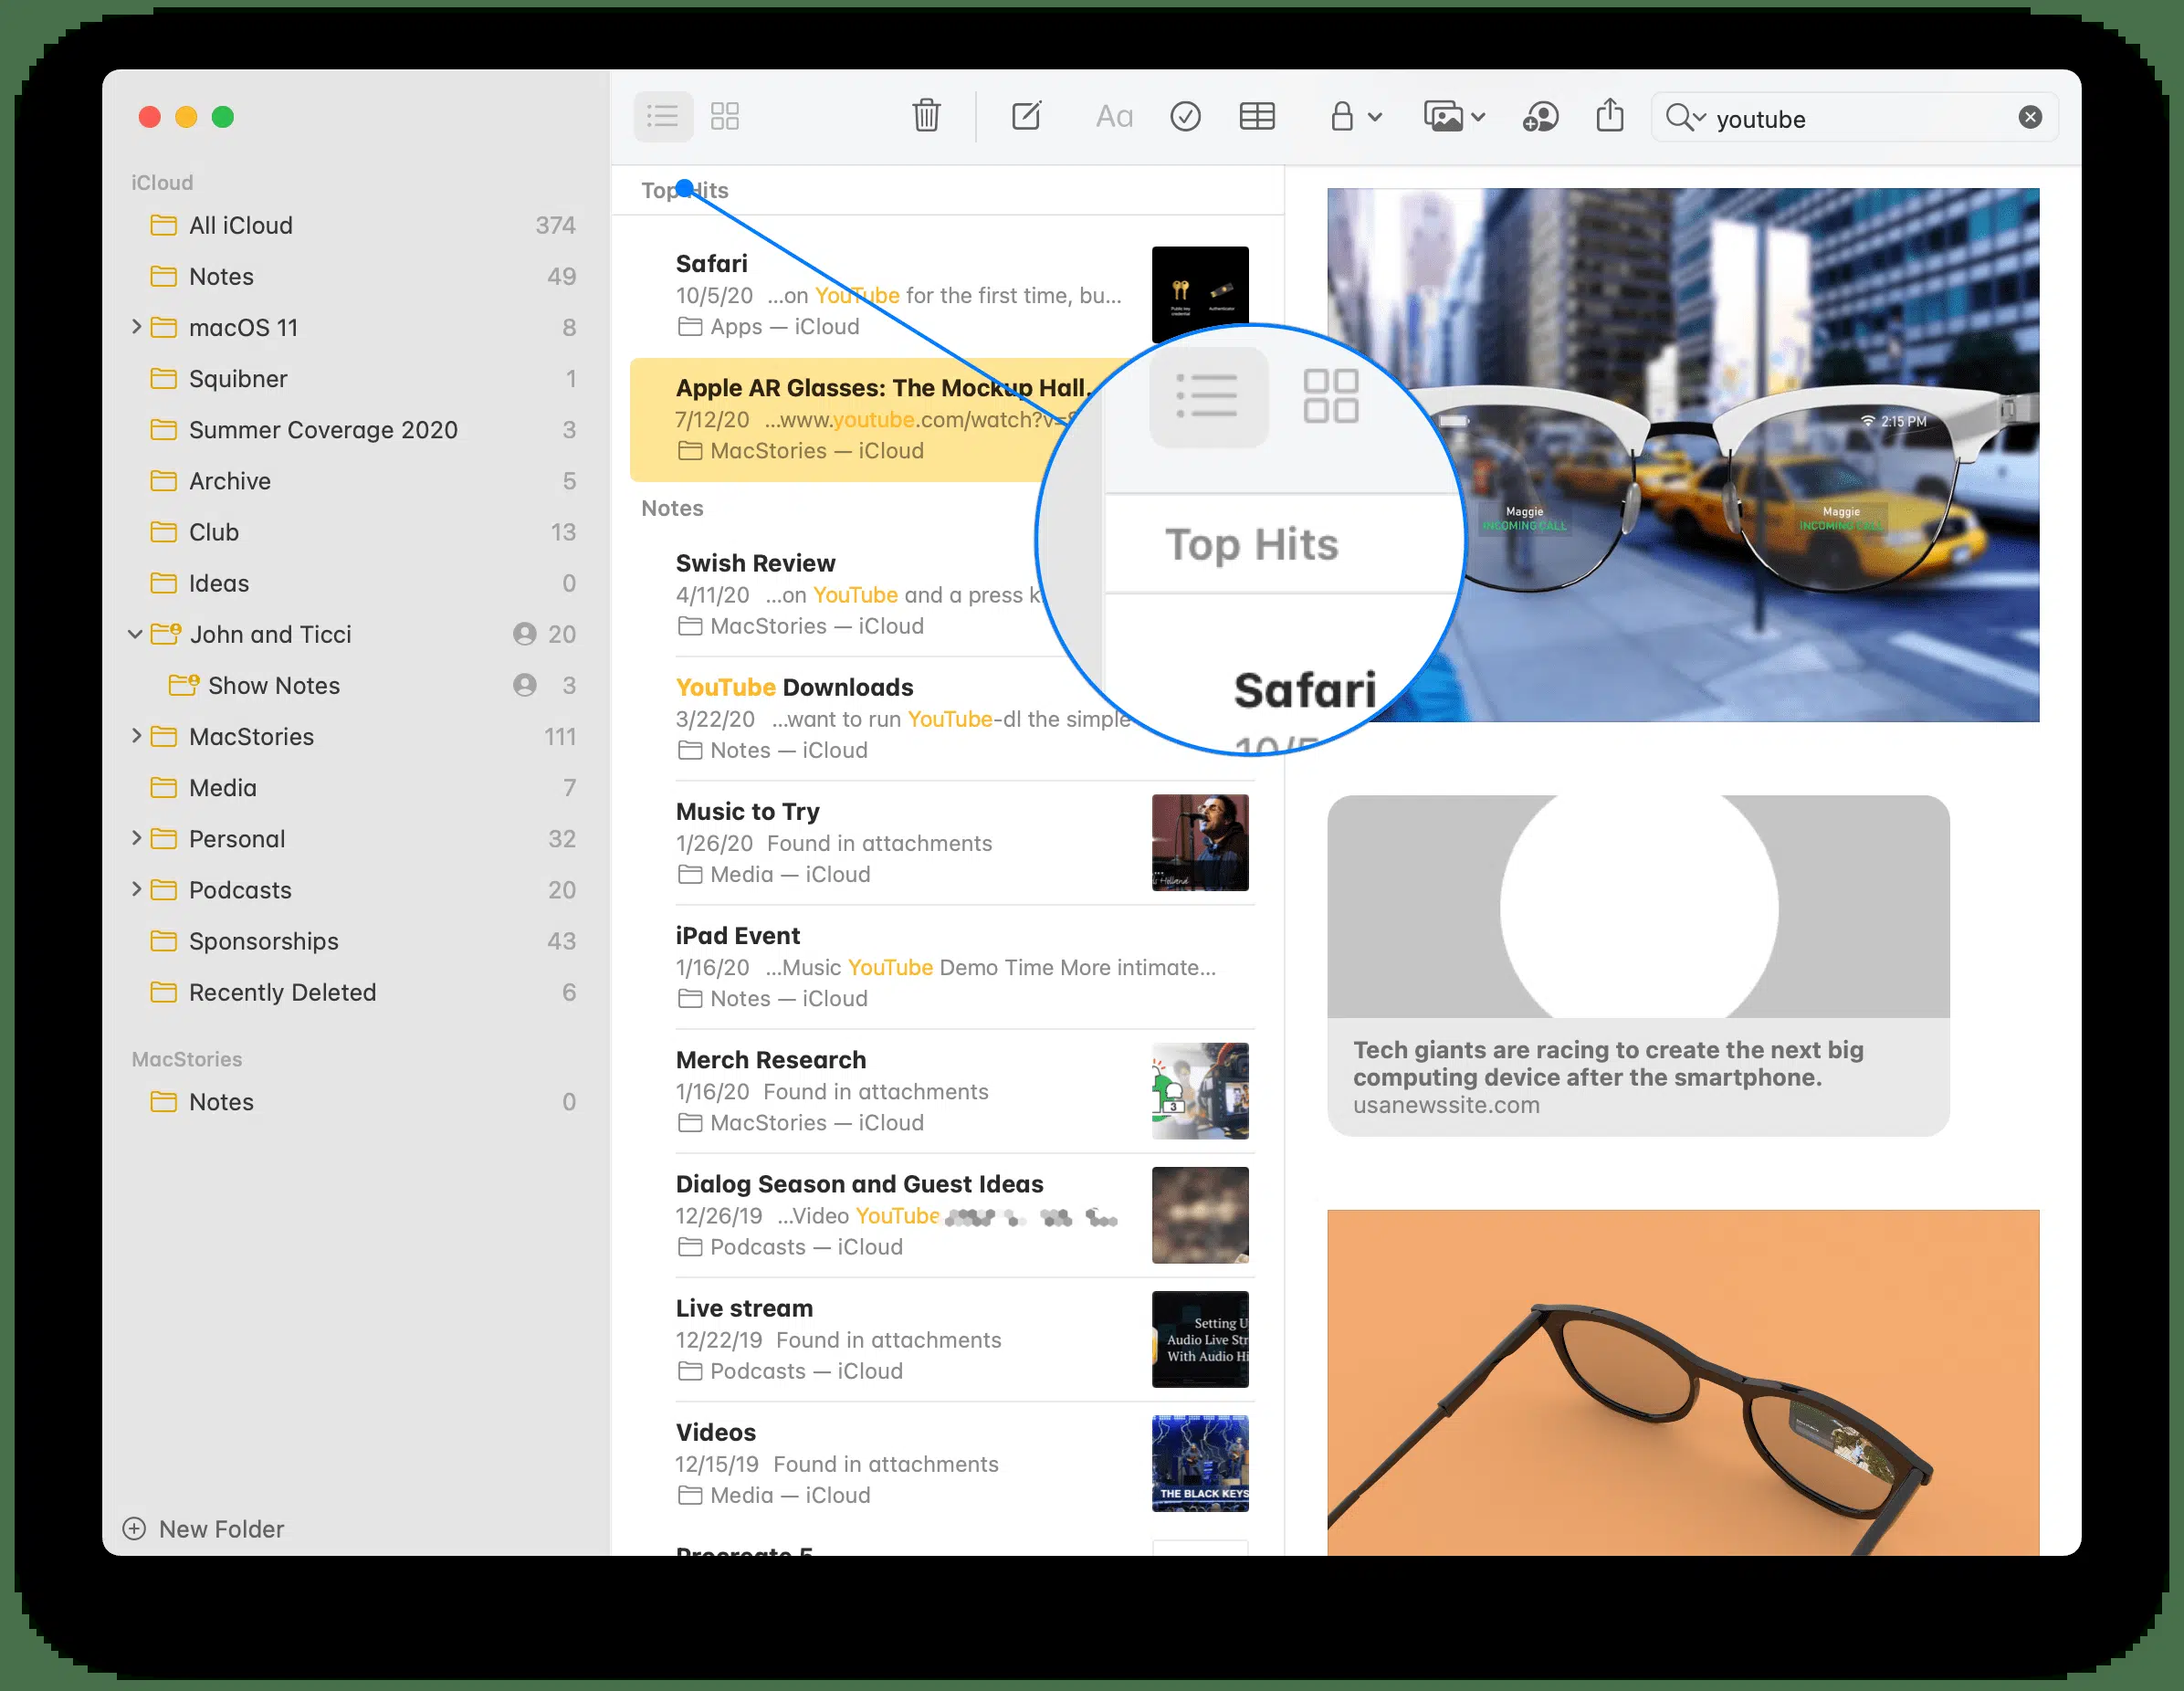 youtube
iCloud
All iCloud 374
Notes 49
macOS 11 8
Squibner 1
Summer Coverage 2020 3
Archive 5
Club 13
Ideas 0
John and Ticci 20
Show Notes 3
MacStories 111
Media 7
Personal 32
Podcasts 20
Sponsorships 43
Recently Deleted 6
MacStories
Notes 0
New Folder
Aa
Top Hits
Safari
10/5/20 ...on YouTube for the first time, bu...
Apps — iCloud
Apple AR Glasses: The Mockup Hall.
7/12/20 ...www.youtube.com/watch?v=
MacStories — iCloud
Notes
Swish Review
4/11/20 ...on YouTube and a press
MacStories — iCloud
YouTube Downloads
3/22/20 ...want to run YouTube-dl the simple
Notes — iCloud
Music to Try
1/26/20 Found in attachments
Media — iCloud
iPad Event
1/16/20 ...Music YouTube Demo Time More intimate...
Notes — iCloud
Merch Research
1/16/20 Found in attachments
MacStories — iCloud
3
Dialog Season and Guest Ideas
12/26/19 ...Video YouTube
Podcasts — iCloud
Live stream
12/22/19 Found in attachments
Podcasts — iCloud
Setting U
Audio Live Str
With Audio Hi
Videos
12/15/19 Found in attachments
Media — iCloud
THE BLACK KEYS
Procreate 5
Top Hits
Safari
10/5
2:15 PM
Maggie
INCOMING CALL
Maggie
INCOMING CALL
Tech giants are racing to create the next big
computing device after the smartphone.
usanewssite.com